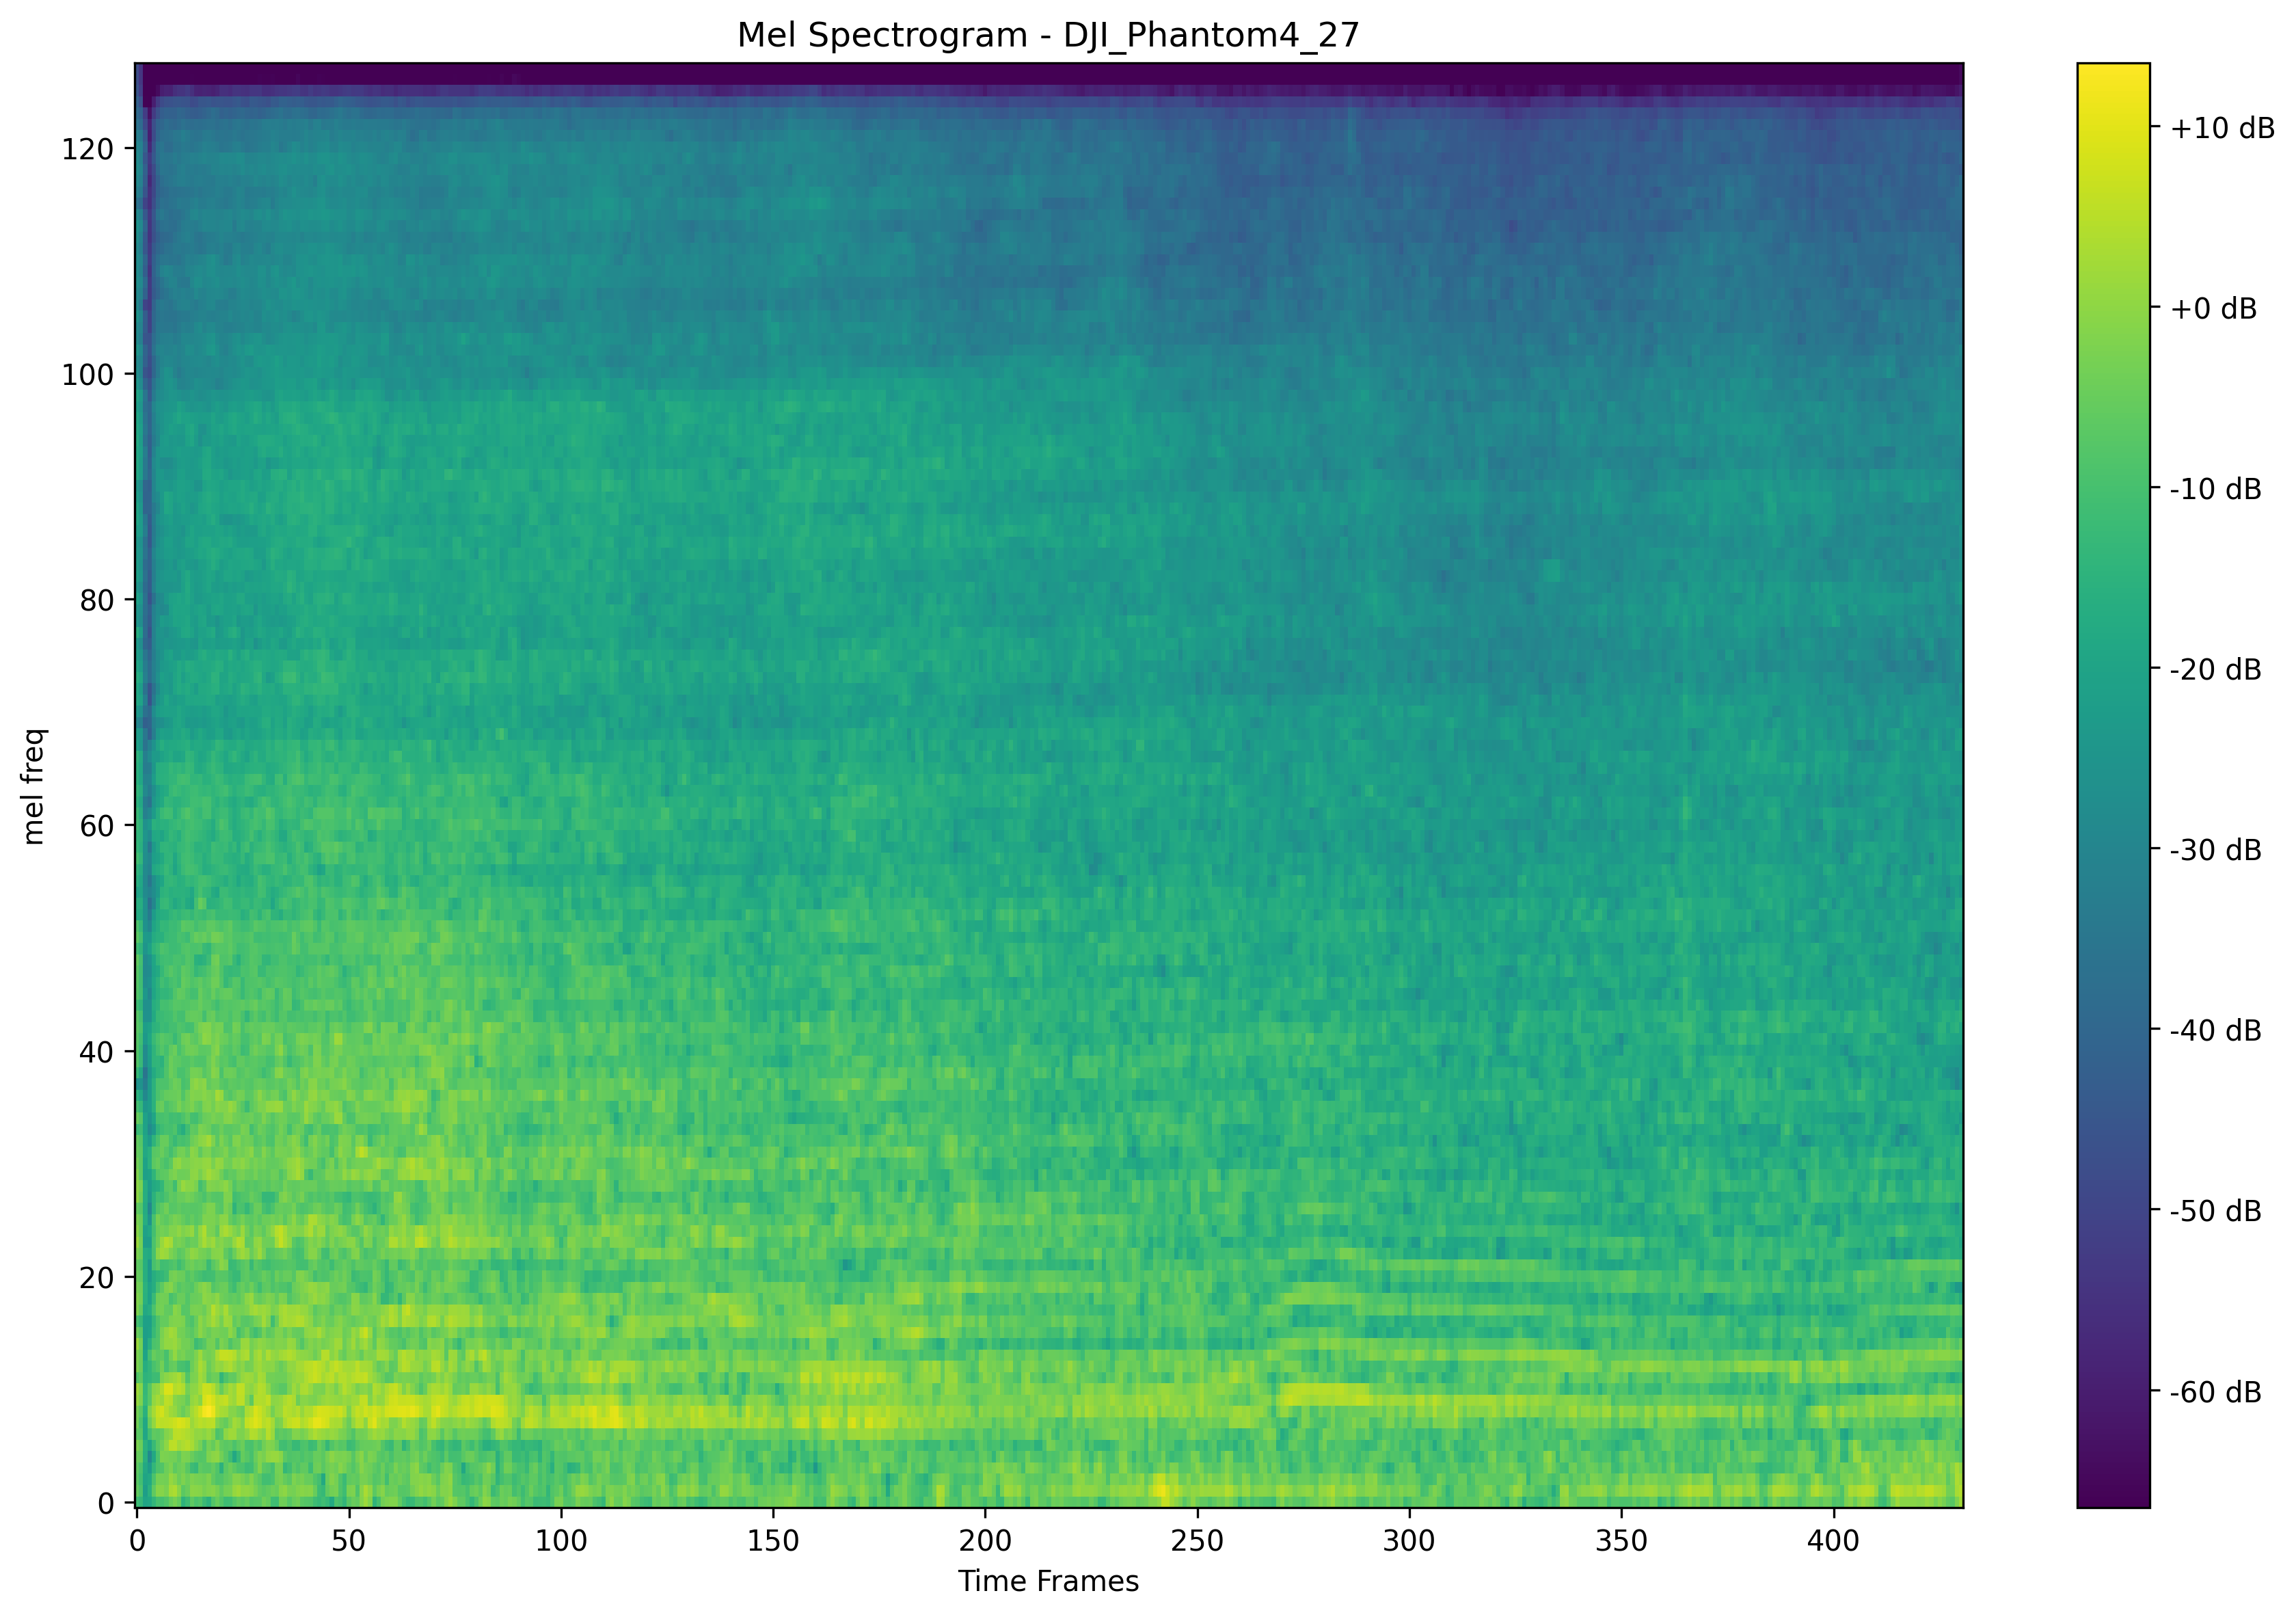 Mel Spectrogram - DJI_Phantom4_27
mel freq
120
100
80
60
40
20
0
0 50 100 150 200 250 300 350 400
Time Frames
+10 dB
+0 dB
-10 dB
-20 dB
-30 dB
-40 dB
-50 dB
-60 dB